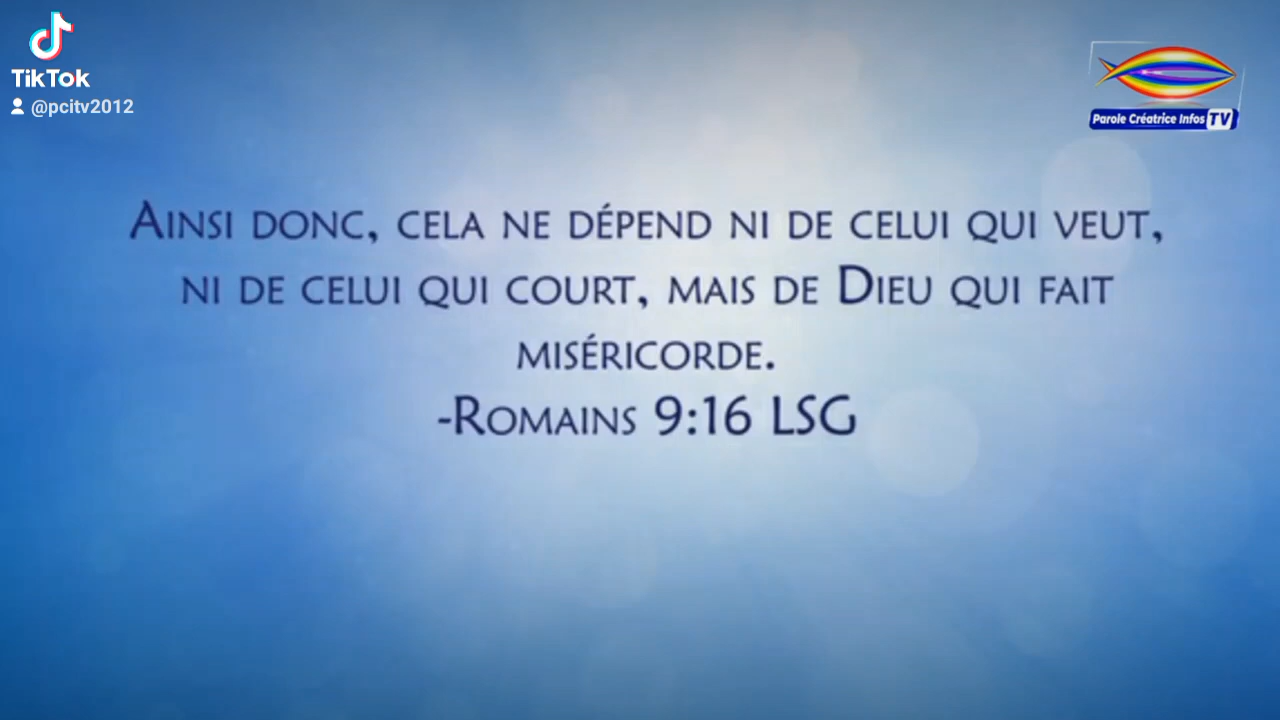 TikTok
@pcitv2012
Parole Créatrice Infos TV
Ainsi donc, cela ne dépend ni de celui qui veut,
ni de celui qui court, mais de Dieu qui fait
miséricorde.
-Romains 9:16 LSG